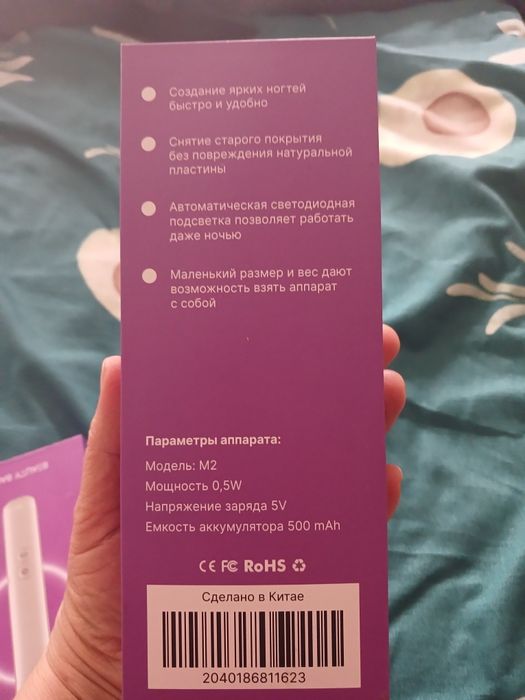 Создание ярких ногтей
быстро и удобно
Снятие старого покрытия
без повреждения натуральной
пластины
Автоматическая светодиодная
подсветка позволяет работать
даже ночью
Маленький размер и вес дают
возможность взять аппарат
с собой
Параметры аппарата:
Модель: M2
Мощность 0,5W
Напряжение заряда 5V
Емкость аккумулятора 500 mAh
CE FC RoHS
Сделано в Китае
2040186811623